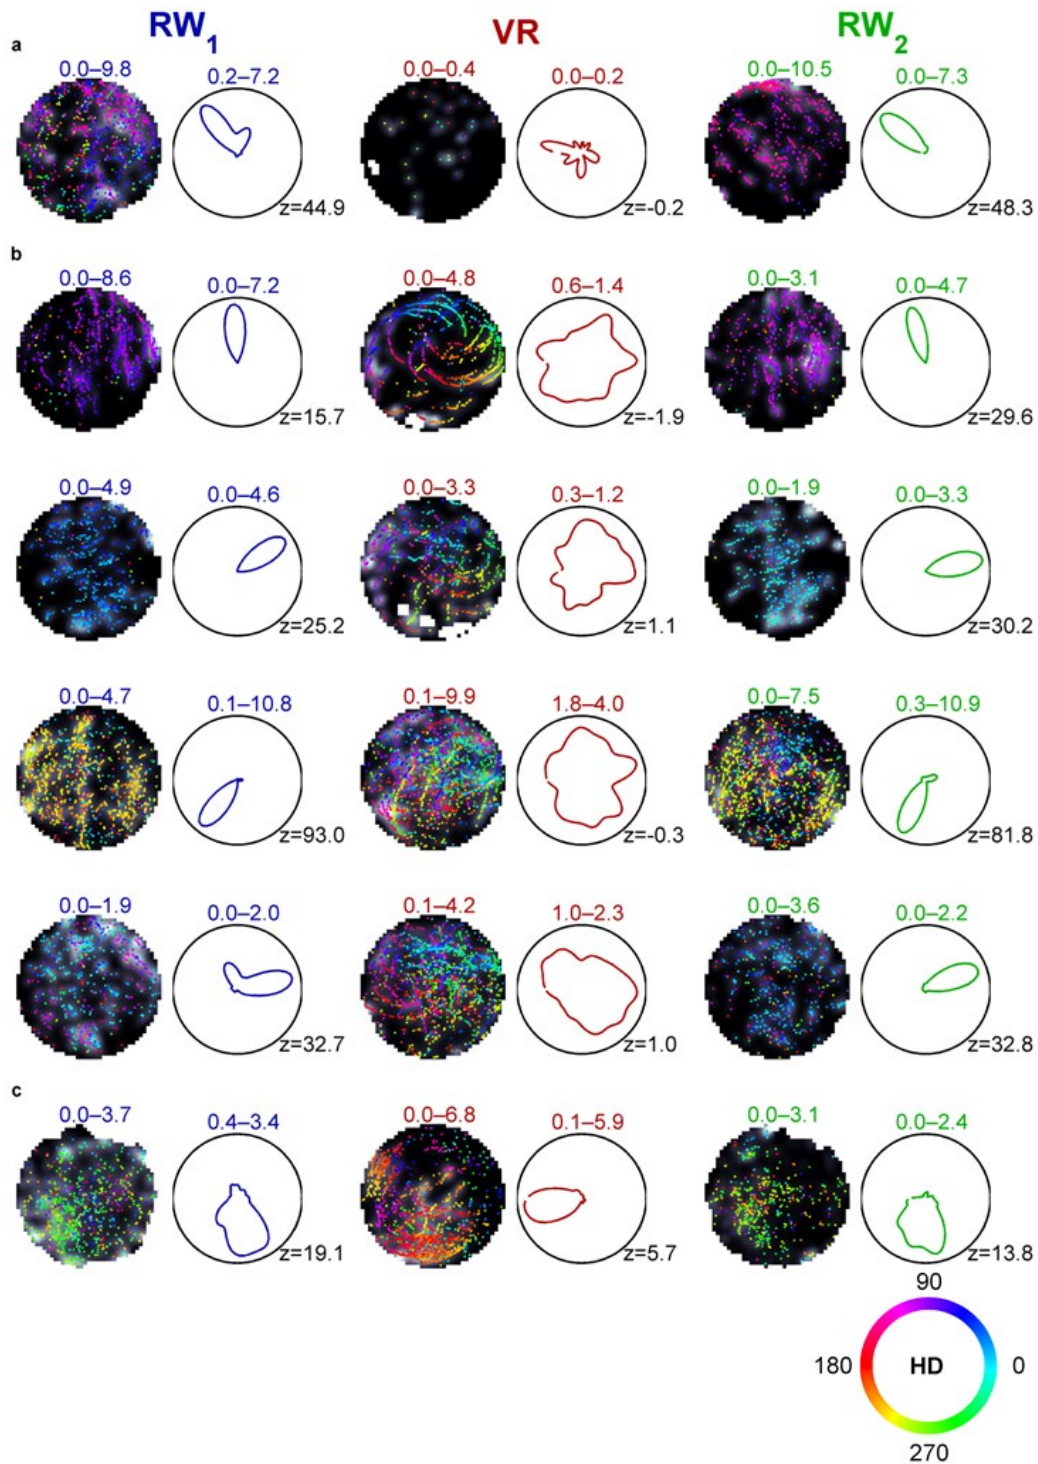 RW1 VR RW2
a
0.0–9.8 0.2–7.2 0.0–0.4 0.0–0.2 0.0–10.5 0.0–7.3
z=44.9 z=-0.2 z=48.3
b
0.0–8.6 0.0–7.2 0.0–4.8 0.6–1.4 0.0–3.1 0.0–4.7
z=15.7 z=-1.9 z=29.6
0.0–4.9 0.0–4.6 0.0–3.3 0.3–1.2 0.0–1.9 0.0–3.3
z=25.2 z=1.1 z=30.2
0.0–4.7 0.1–10.8 0.1–9.9 1.8–4.0 0.0–7.5 0.3–10.9
z=93.0 z=-0.3 z=81.8
0.0–1.9 0.0–2.0 0.1–4.2 1.0–2.3 0.0–3.6 0.0–2.2
z=32.7 z=1.0 z=32.8
c
0.0–3.7 0.4–3.4 0.0–6.8 0.1–5.9 0.0–3.1 0.0–2.4
z=19.1 z=5.7 z=13.8
90
180 HD 0
270